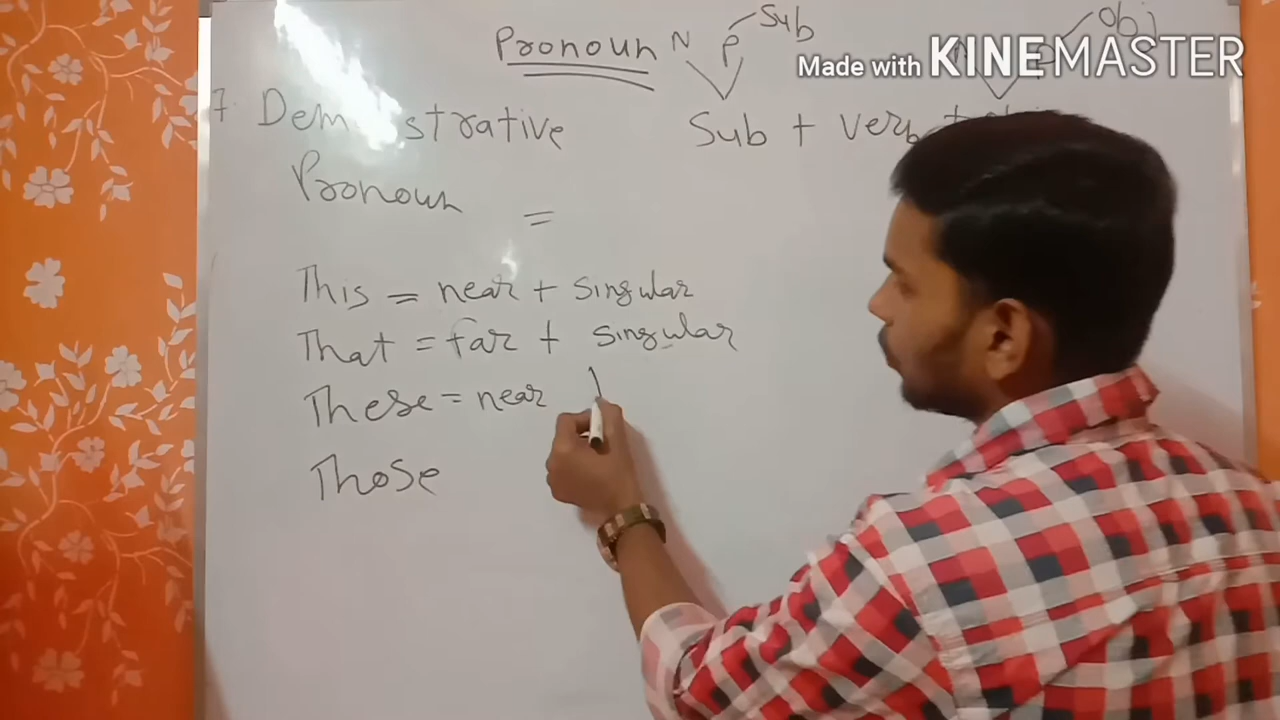 Pronoun N P Sub Obj
Made with KINEMASTER
7. Demonstrative Sub + verb +
Pronoun =
This = near + singular
That = far + singular
These = near
Those